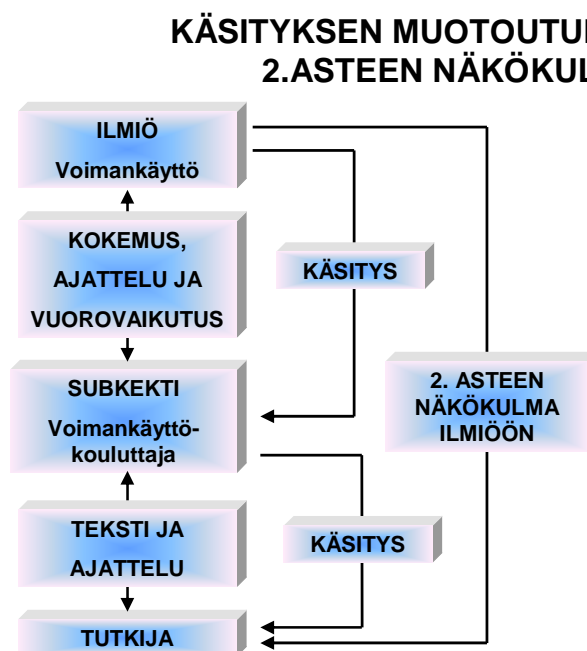 KÄSITYKSEN MUOTOUTU
2.ASTEEN NÄKÖKUL
ILMIÖ
Voimankäyttö
KOKEMUS,
AJATTELU JA
VUOROVAIKUTUS
KÄSITYS
SUBKEKTI
Voimankäyttö-
kouluttaja
2. ASTEEN
NÄKÖKULMA
ILMIÖÖN
TEKSTI JA
AJATTELU
KÄSITYS
TUTKIJA